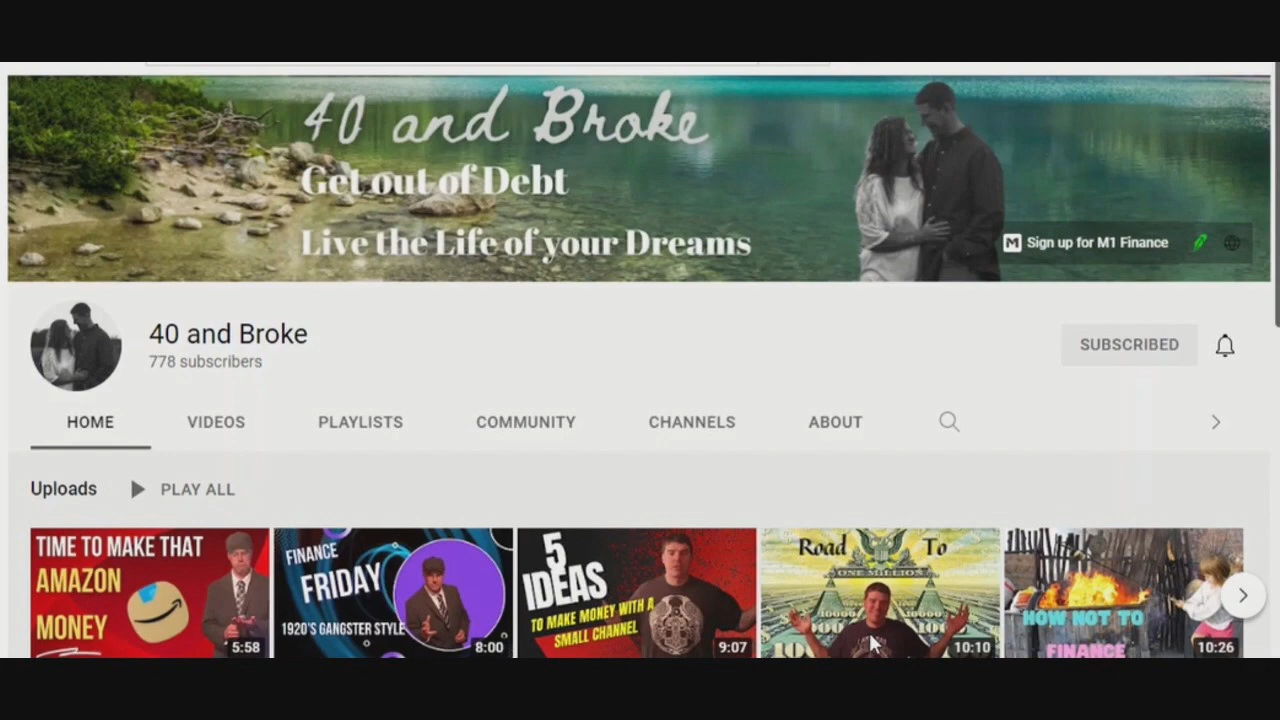 40 and Broke
Get out of Debt
Live the Life of your Dreams
M Sign up for M1 Finance
40 and Broke
778 subscribers
SUBSCRIBED
HOME VIDEOS PLAYLISTS COMMUNITY CHANNELS ABOUT
Uploads PLAY ALL
TIME TO MAKE THAT
AMAZON
MONEY
5:58
FINANCE
FRIDAY
1920'S GANGSTER STYLE
8:00
5
IDEAS
TO MAKE MONEY WITH A
SMALL CHANNEL
9:07
Road To
ONE MILLION
10:10
HOW NOT TO
FINANCE
10:26